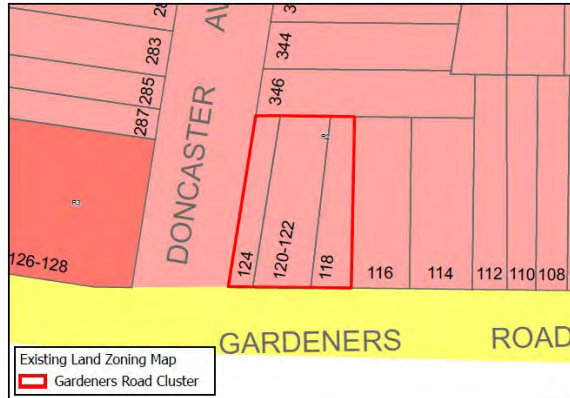 283
285
287
344
346
DONCASTER AV
R3
126-128
124
120-122
118
116
114
112
110
108
GARDENERS ROAD
Existing Land Zoning Map
Gardeners Road Cluster